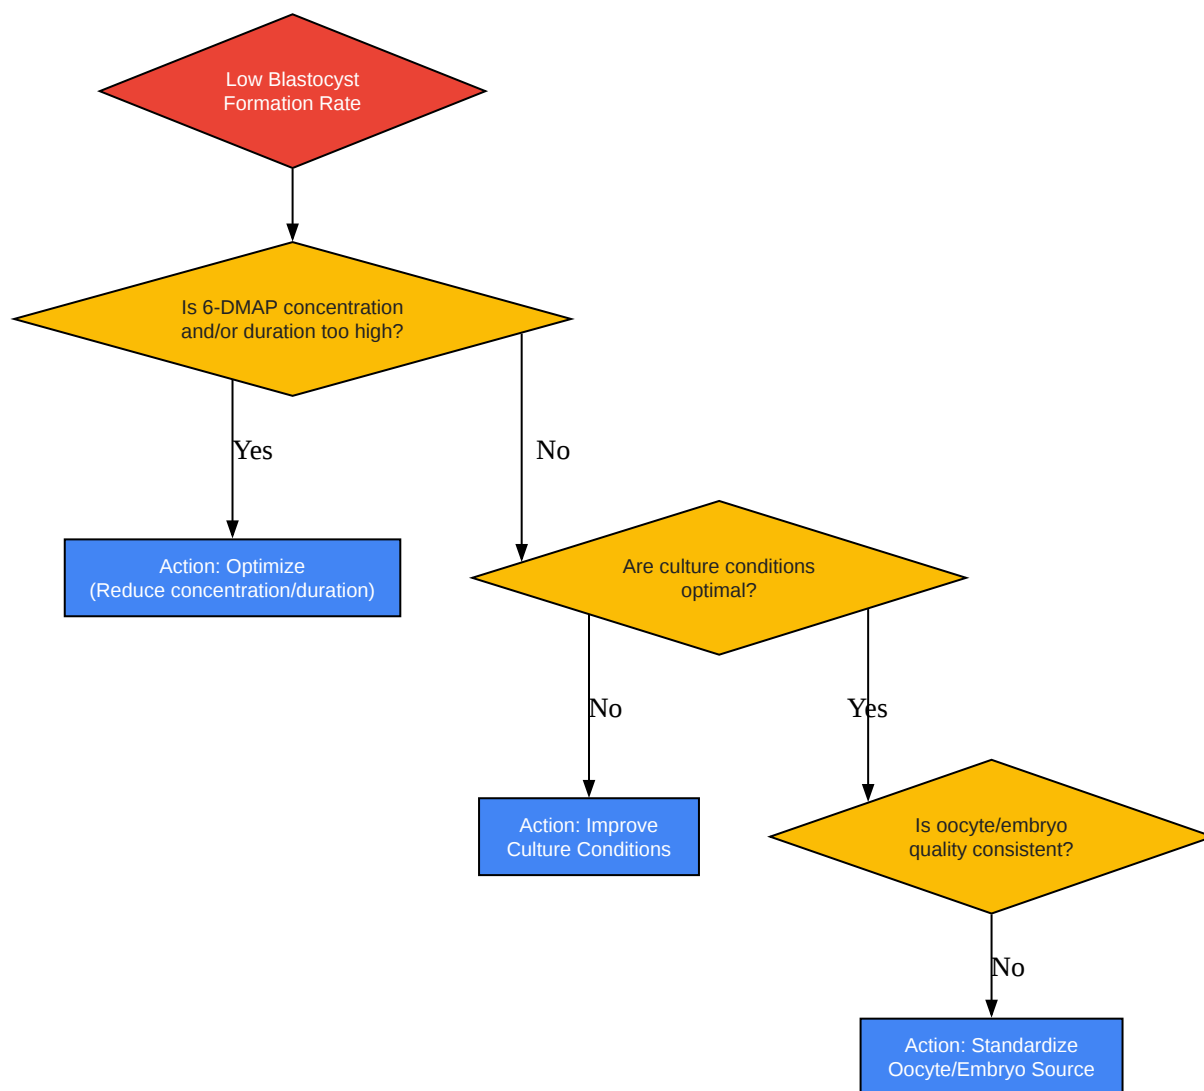 Low Blastocyst
Formation Rate
Is 6-DMAP concentration
and/or duration too high?
Yes
No
Action: Optimize
(Reduce concentration/duration)
Are culture conditions
optimal?
No
Yes
Action: Improve
Culture Conditions
Is oocyte/embryo
quality consistent?
No
Action: Standardize
Oocyte/Embryo Source